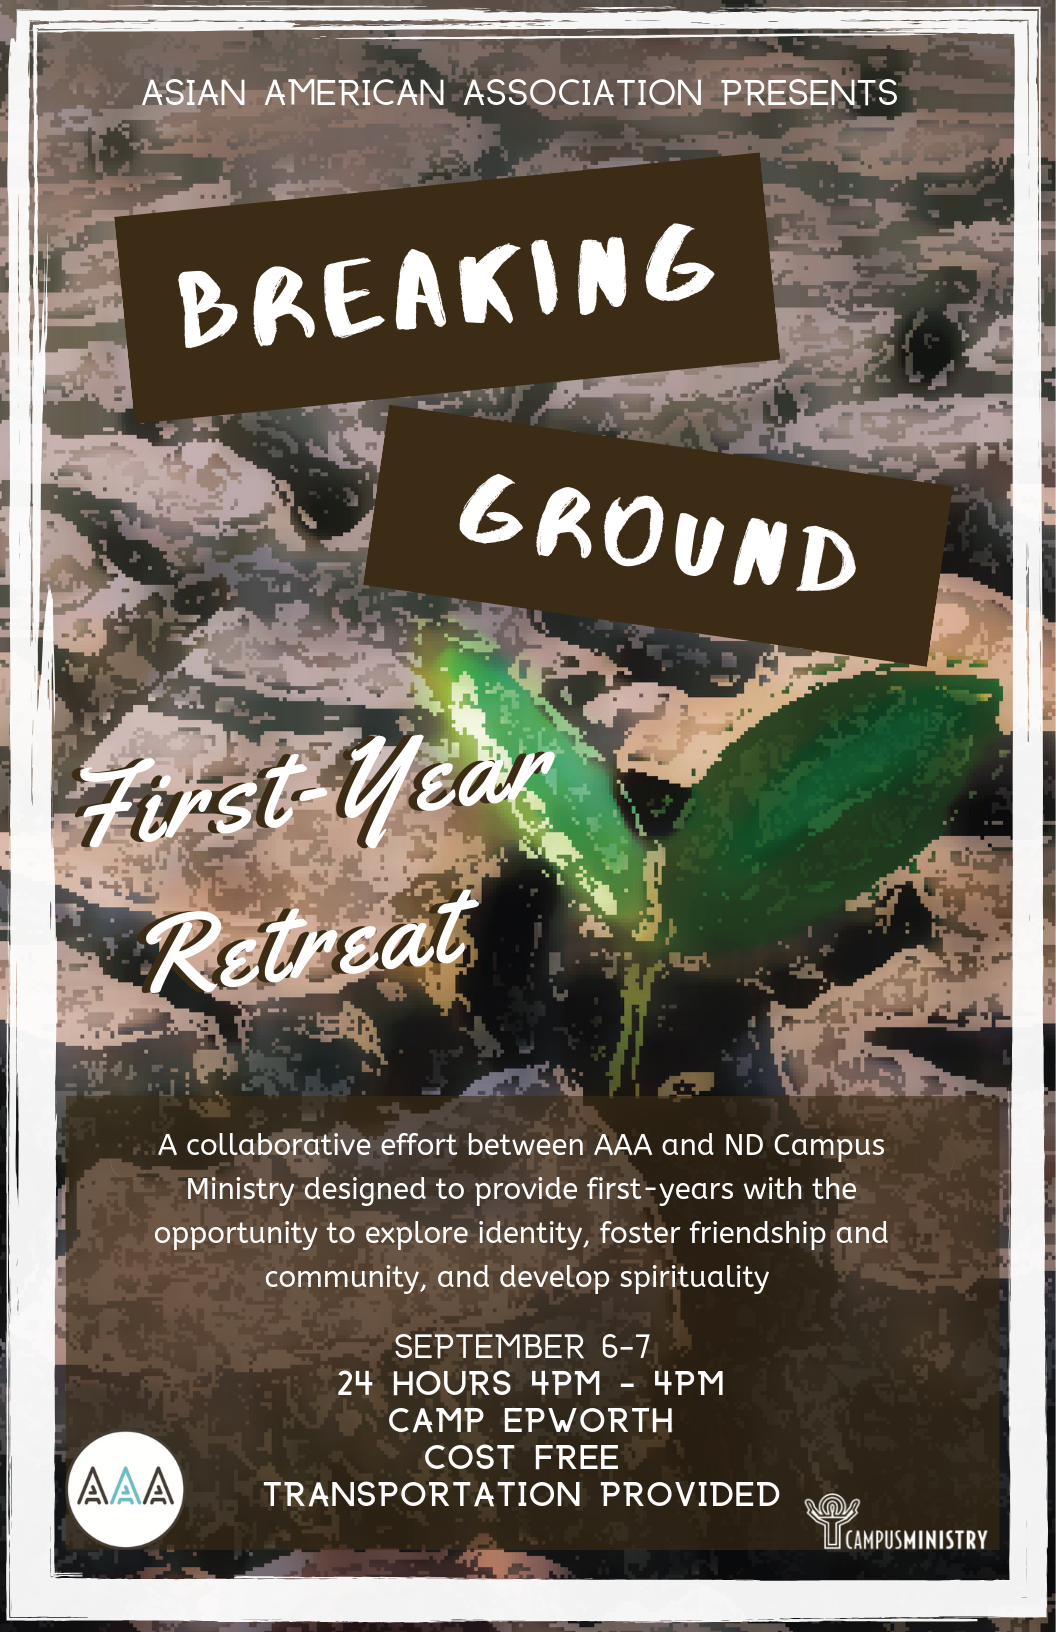 ASIAN AMERICAN ASSOCIATION PRESENTS
BREAKING
GROUND
First-Year
Retreat
A collaborative effort between AAA and ND Campus
Ministry designed to provide first-years with the
opportunity to explore identity, foster friendship and
community, and develop spirituality
SEPTEMBER 6-7
24 HOURS 4PM - 4PM
CAMP EPWORTH
COST FREE
TRANSPORTATION PROVIDED
AAA
CAMPUSMINISTRY